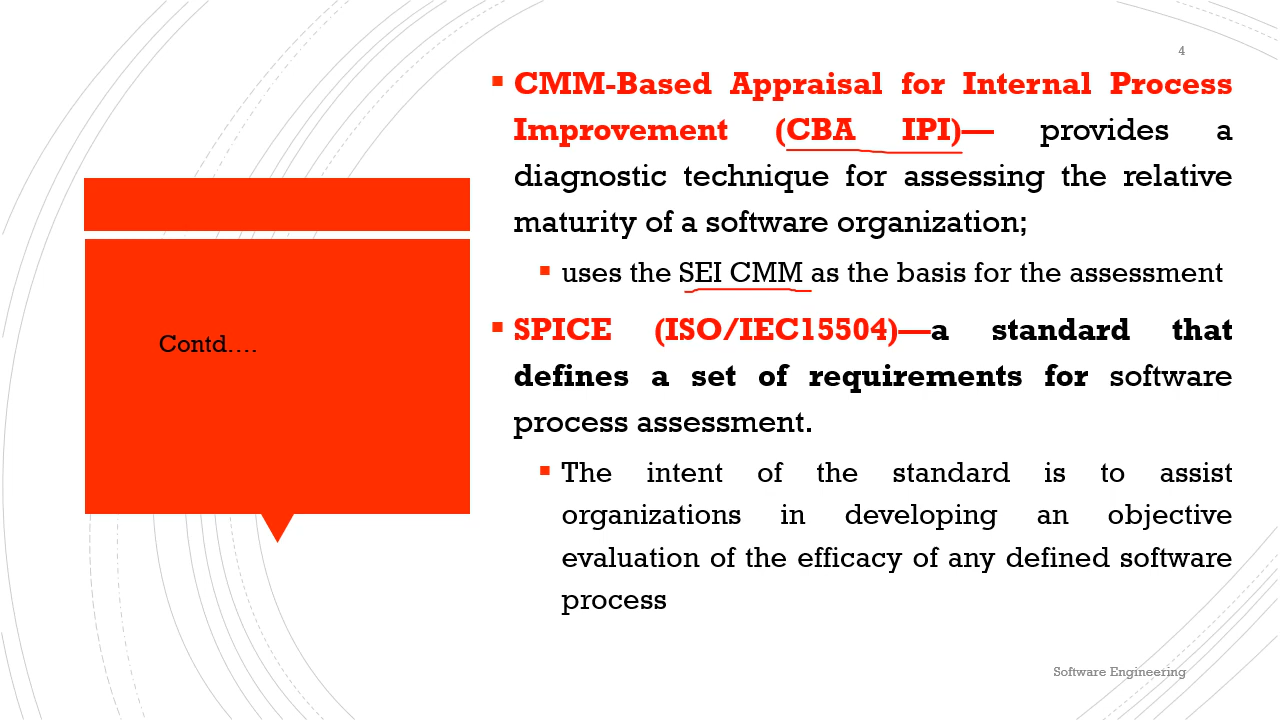 4
CMM-Based Appraisal for Internal Process
Improvement (CBA IPI)— provides a
diagnostic technique for assessing the relative
maturity of a software organization;
uses the SEI CMM as the basis for the assessment
Contd....
SPICE (ISO/IEC15504)—a standard that
defines a set of requirements for software
process assessment.
The intent of the standard is to assist
organizations in developing an objective
evaluation of the efficacy of any defined software
process
Software Engineering